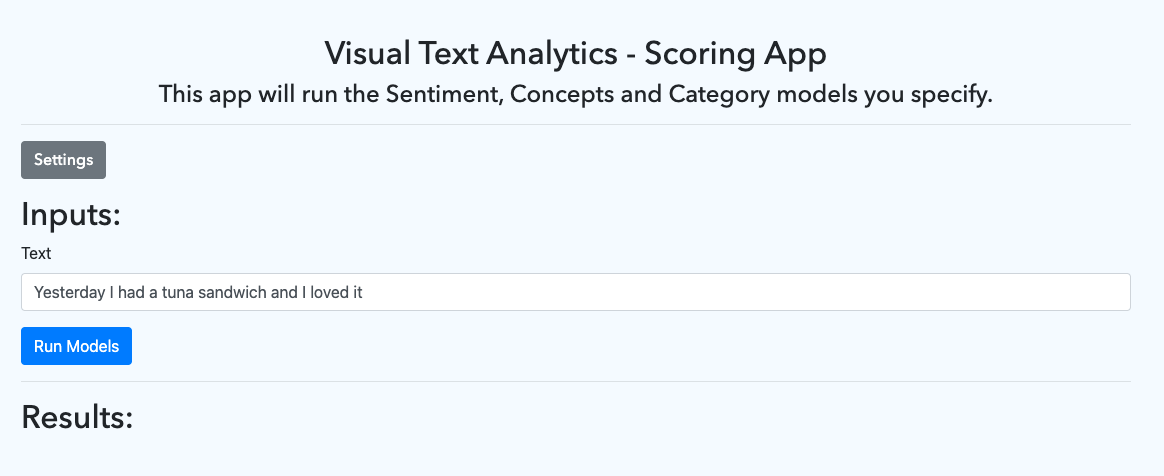 Visual Text Analytics - Scoring App
This app will run the Sentiment, Concepts and Category models you specify.
Settings
Inputs:
Text
Yesterday I had a tuna sandwich and I loved it
Run Models
Results: